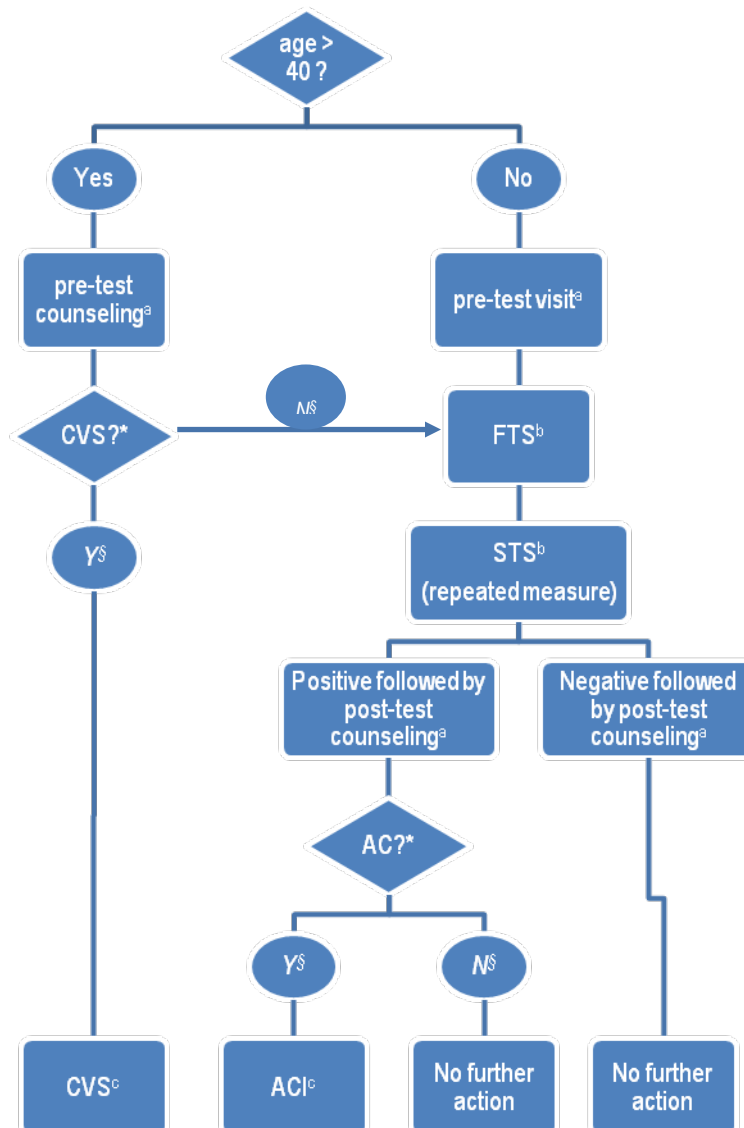 age >
40 ?
Yes
No
pre-test
counselingᵃ
pre-test visitᵃ
CVS?*
N§
FTSᵇ
Y§
STSᵇ
(repeated measure)
Positive followed by
post-test
counselingᵃ
Negative followed
by post-test
counselingᵃ
AC?*
Y§
N§
CVSᶜ
ACIᶜ
No further
action
No further
action